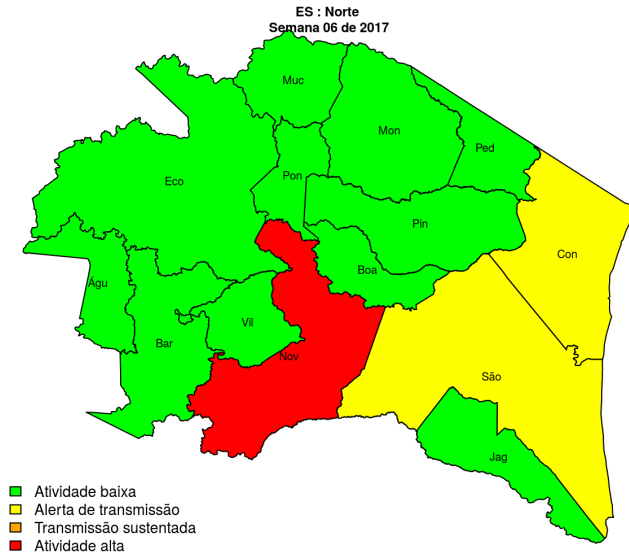 ES : Norte
Semana 06 de 2017
Muc
Mon
Ped
Pon
Eco
Pin
Con
Boa
Águ
Vil
Bar
Nov
São
Jag
Atividade baixa
Alerta de transmissão
Transmissão sustentada
Atividade alta